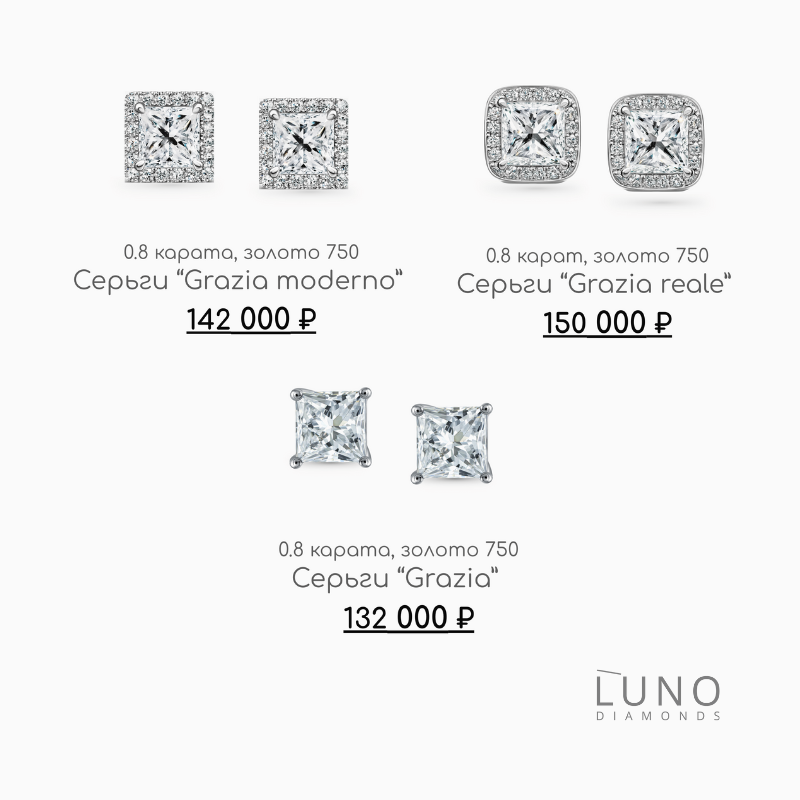 0.8 карата, золото 750
Серьги “Grazia moderno”
142 000 ₽
0.8 карат, золото 750
Серьги “Grazia reale”
150 000 ₽
0.8 карата, золото 750
Серьги “Grazia”
132 000 ₽
LUNO
DIAMONDS